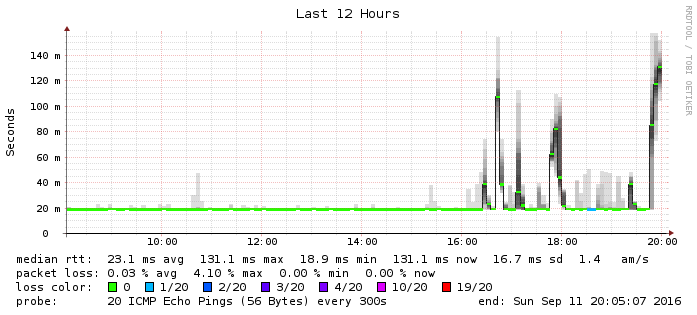 Last 12 Hours
RRDTOOL / TOBI OETIKER
Seconds
140 m
120 m
100 m
80 m
60 m
40 m
20 m
0
10:00 12:00 14:00 16:00 18:00 20:00
median rtt: 23.1 ms avg 131.1 ms max 18.9 ms min 131.1 ms now 16.7 ms sd 1.4 am/s
packet loss: 0.03 % avg 4.10 % max 0.00 % min 0.00 % now
loss color: 0 1/20 2/20 3/20 4/20 10/20 19/20
probe: 20 ICMP Echo Pings (56 Bytes) every 300s end: Sun Sep 11 20:05:07 2016